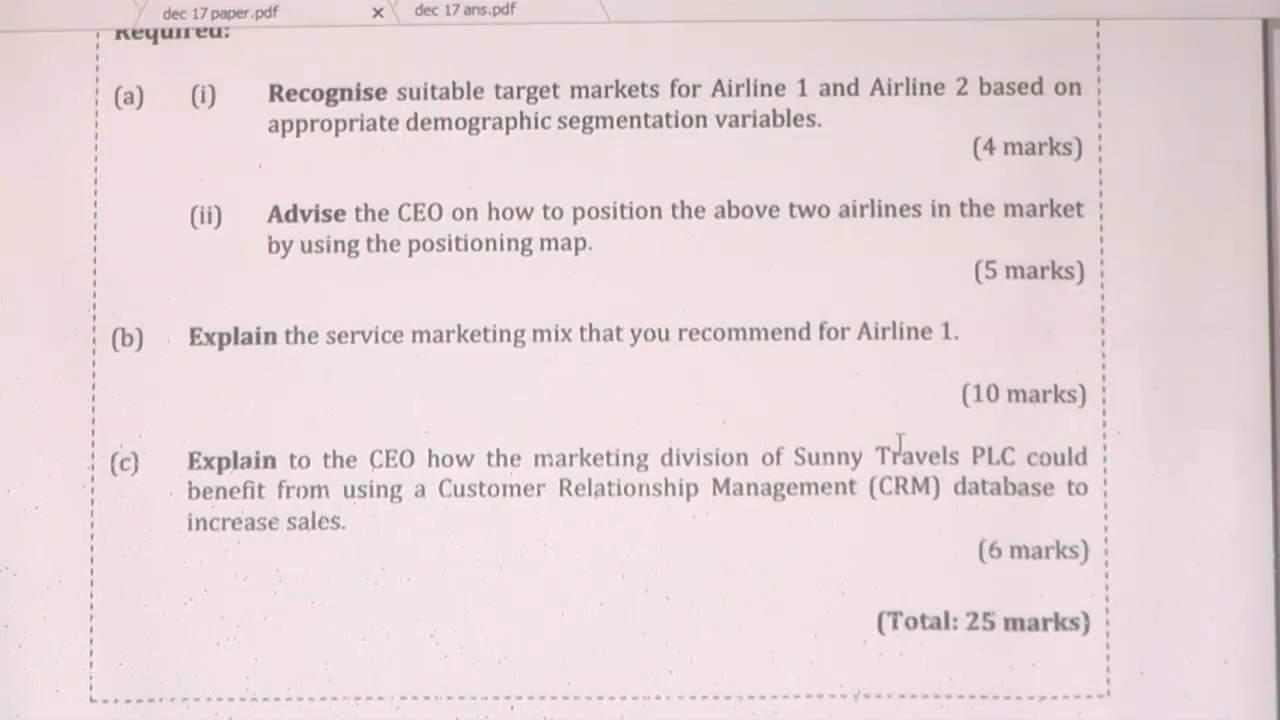 dec 17 paper.pdf x dec 17 ans.pdf
Required:
(a) (i) Recognise suitable target markets for Airline 1 and Airline 2 based on
appropriate demographic segmentation variables.
(4 marks)
(ii) Advise the CEO on how to position the above two airlines in the market
by using the positioning map.
(5 marks)
(b) Explain the service marketing mix that you recommend for Airline 1.
(10 marks)
(c) Explain to the CEO how the marketing division of Sunny Travels PLC could
benefit from using a Customer Relationship Management (CRM) database to
increase sales.
(6 marks)
(Total: 25 marks)